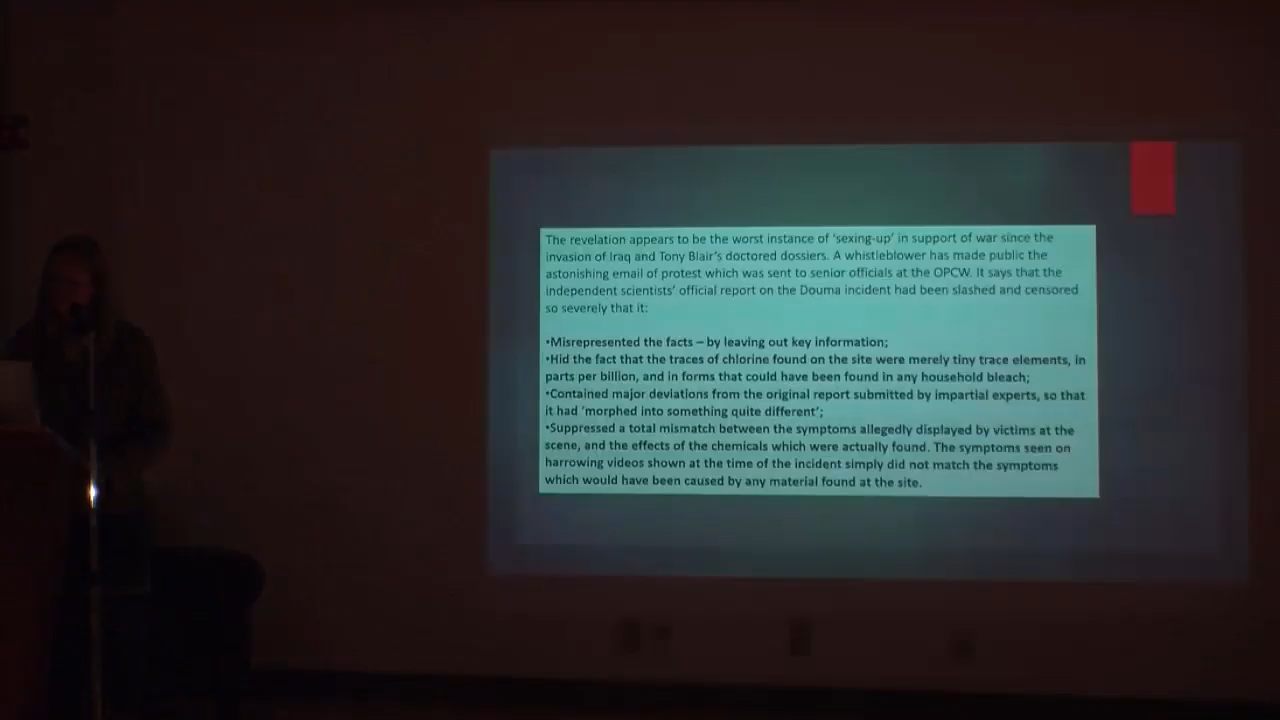 The revelation appears to be the worst instance of ‘sexing-up’ in support of war since the
invasion of Iraq and Tony Blair’s doctored dossiers. A whistleblower has made public the
astonishing email of protest which was sent to senior officials at the OPCW. It says that the
independent scientists’ official report on the Douma incident had been slashed and censored
so severely that it:
•Misrepresented the facts – by leaving out key information;
•Hid the fact that the traces of chlorine found on the site were merely tiny trace elements, in
parts per billion, and in forms that could have been found in any household bleach;
•Contained major deviations from the original report submitted by impartial experts, so that
it had ‘morphed into something quite different’;
•Suppressed a total mismatch between the symptoms allegedly displayed by victims at the
scene, and the effects of the chemicals which were actually found. The symptoms seen on
harrowing videos shown at the time of the incident simply did not match the symptoms
which would have been caused by any material found at the site.